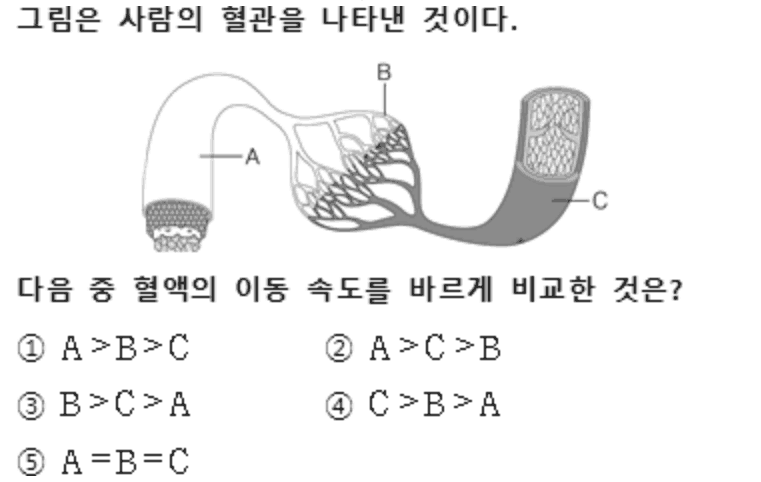 그림은 사람의 혈관을 나타낸 것이다.
B
A
C
다음 중 혈액의 이동 속도를 바르게 비교한 것은?
① A>B>C ② A>C>B
③ B>C>A ④ C>B>A
⑤ A=B=C